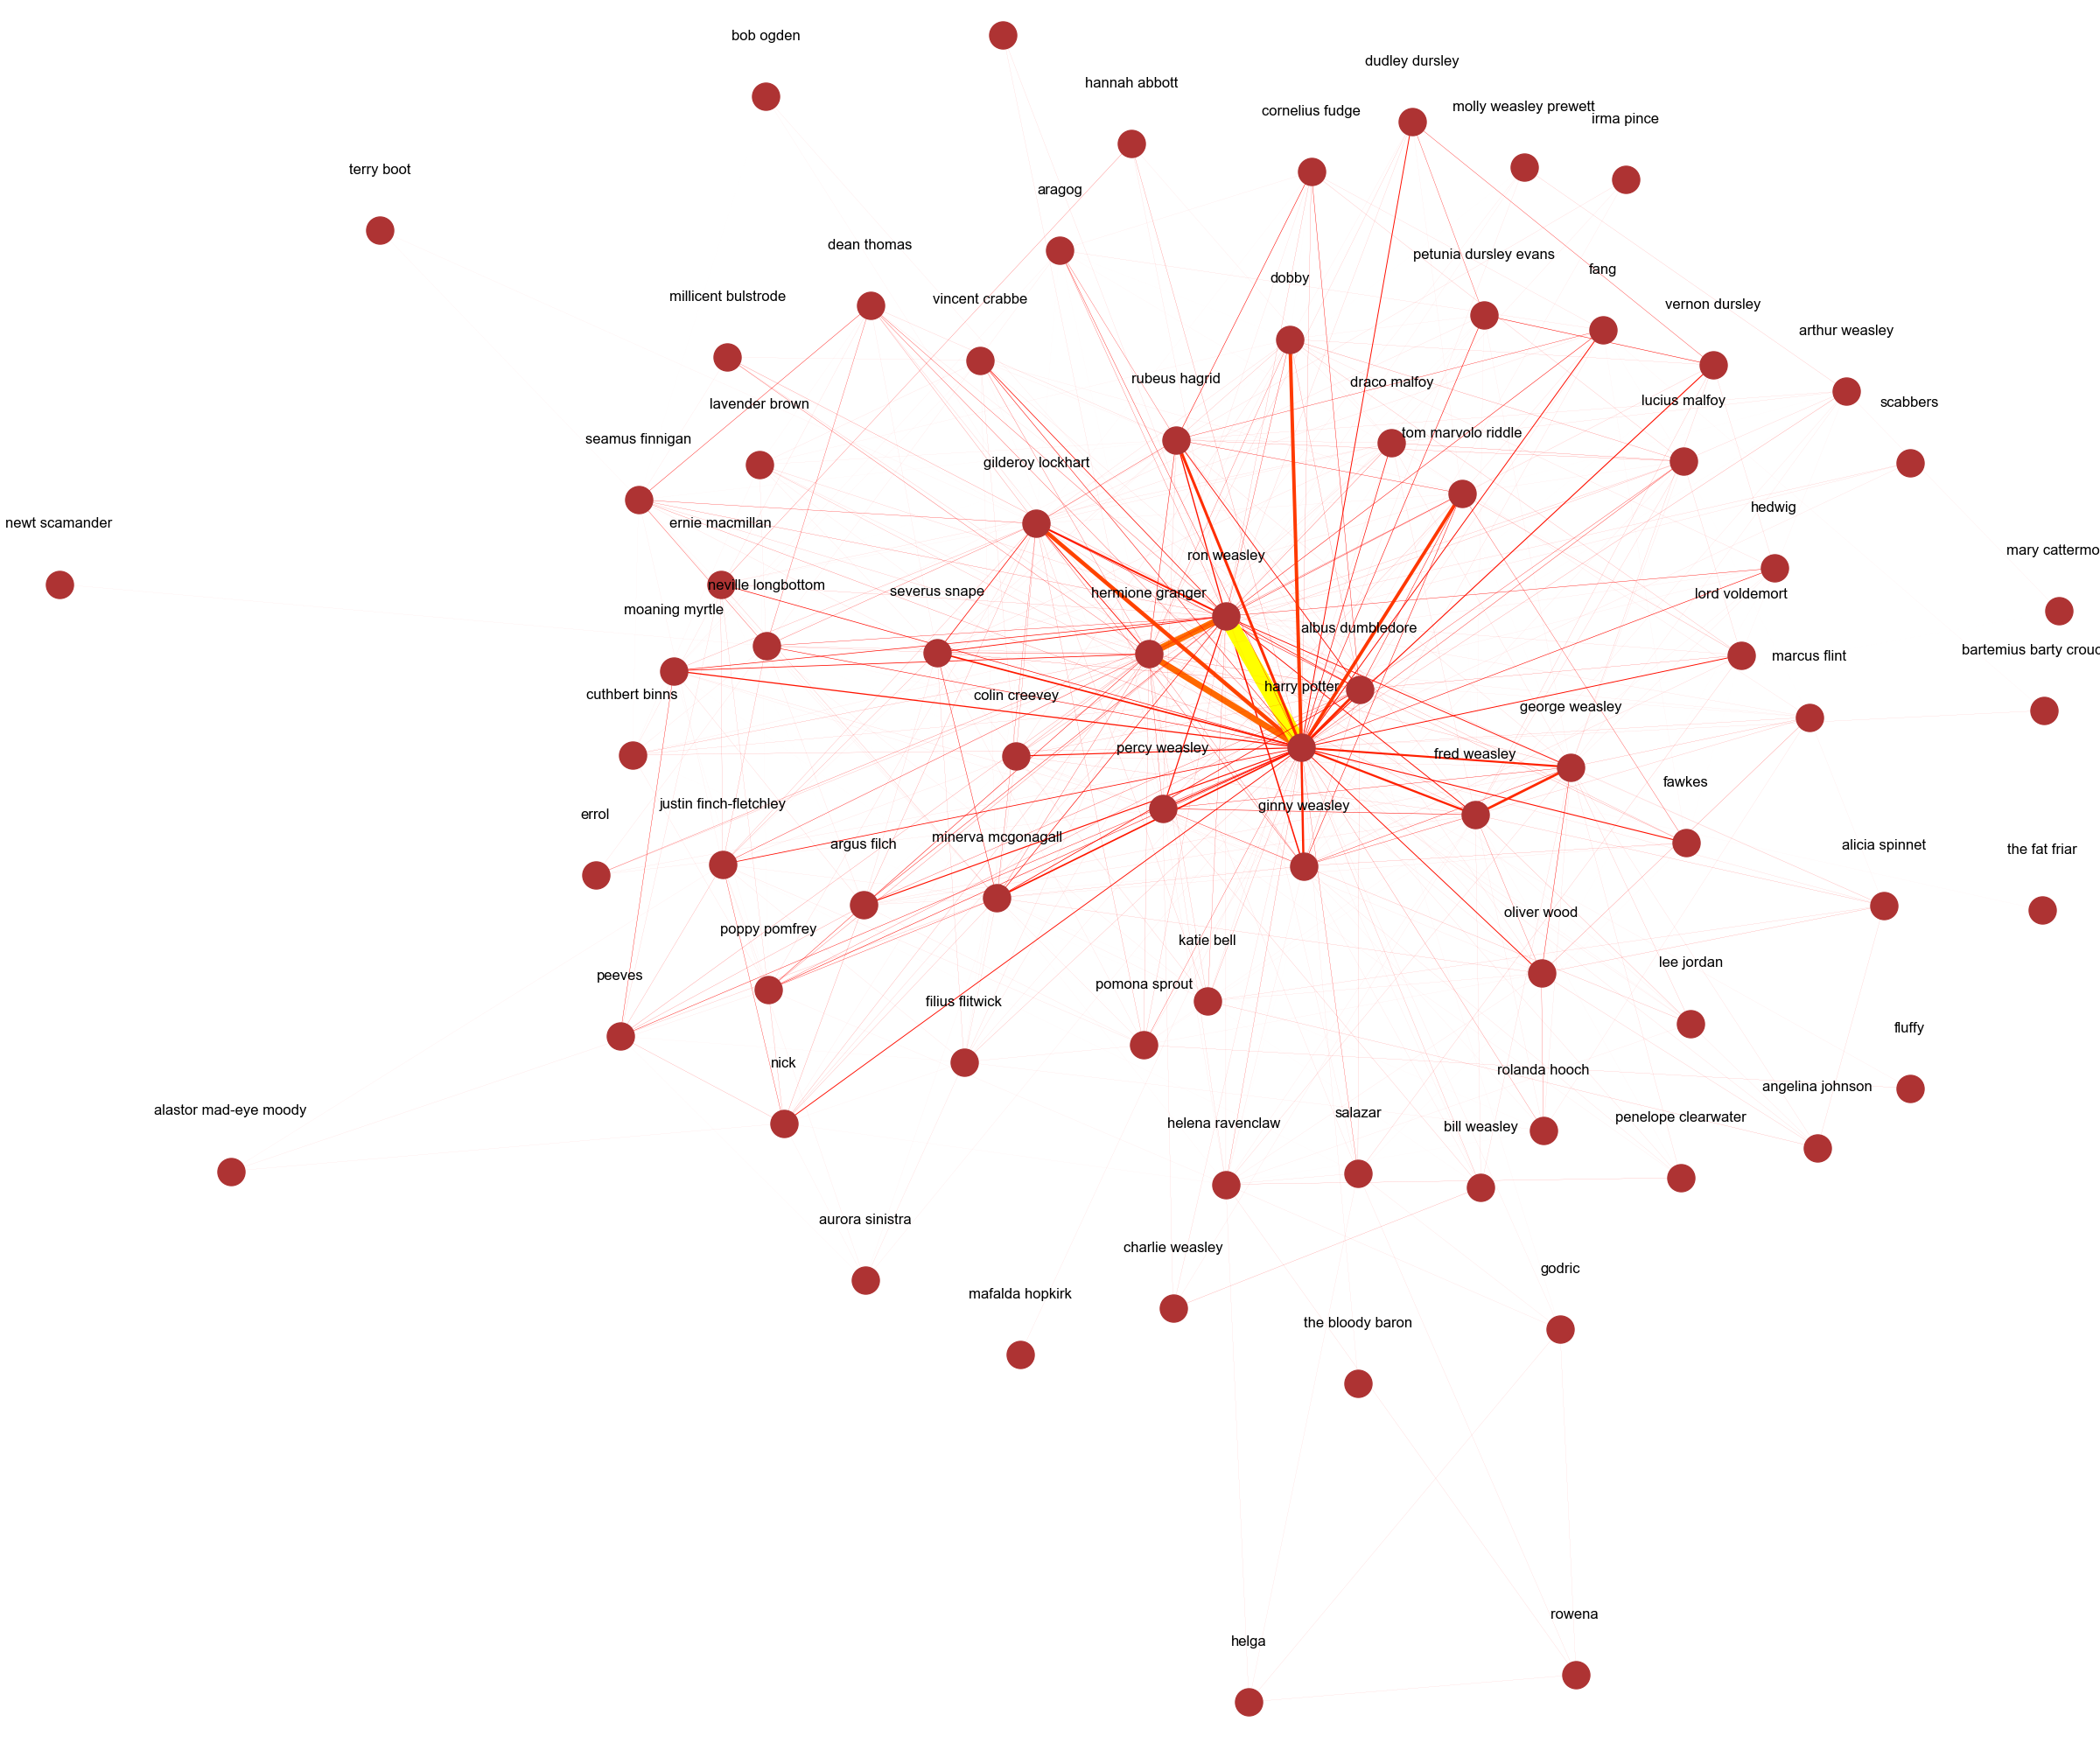 bob ogden
dudley dursley
hannah abbott
molly weasley prewett
cornelius fudge
irma pince
terry boot
aragog
dean thomas
petunia dursley evans
fang
dobby
millicent bulstrode
vincent crabbe
vernon dursley
arthur weasley
rubeus hagrid
draco malfoy
lavender brown
lucius malfoy
scabbers
seamus finnigan
tom marvolo riddle
gilderoy lockhart
hedwig
newt scamander
ernie macmillan
mary cattermo
ron weasley
neville longbottom
severus snape
hermione granger
lord voldemort
moaning myrtle
albus dumbledore
bartemius barty crouc
marcus flint
cuthbert binns
colin creevey
harry potter
george weasley
percy weasley
fred weasley
fawkes
justin finch-fletchley
ginny weasley
errol
minerva mcgonagall
argus filch
alicia spinnet
the fat friar
oliver wood
poppy pomfrey
katie bell
lee jordan
peeves
pomona sprout
filius flitwick
fluffy
nick
rolanda hooch
angelina johnson
alastor mad-eye moody
salazar
penelope clearwater
helena ravenclaw
bill weasley
aurora sinistra
charlie weasley
godric
mafalda hopkirk
the bloody baron
rowena
helga